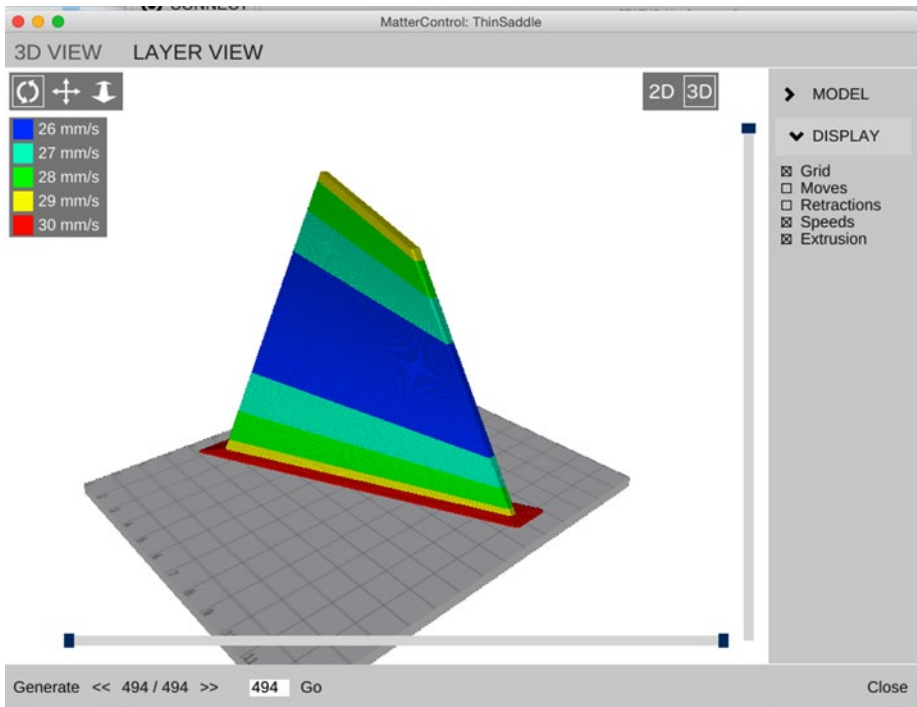 CONNECT
MatterControl: ThinSaddle
3D VIEW LAYER VIEW
2D 3D
26 mm/s
27 mm/s
28 mm/s
29 mm/s
30 mm/s
MODEL
DISPLAY
Grid
Moves
Retractions
Speeds
Extrusion
Generate << 494 / 494 >> 494 Go
Close